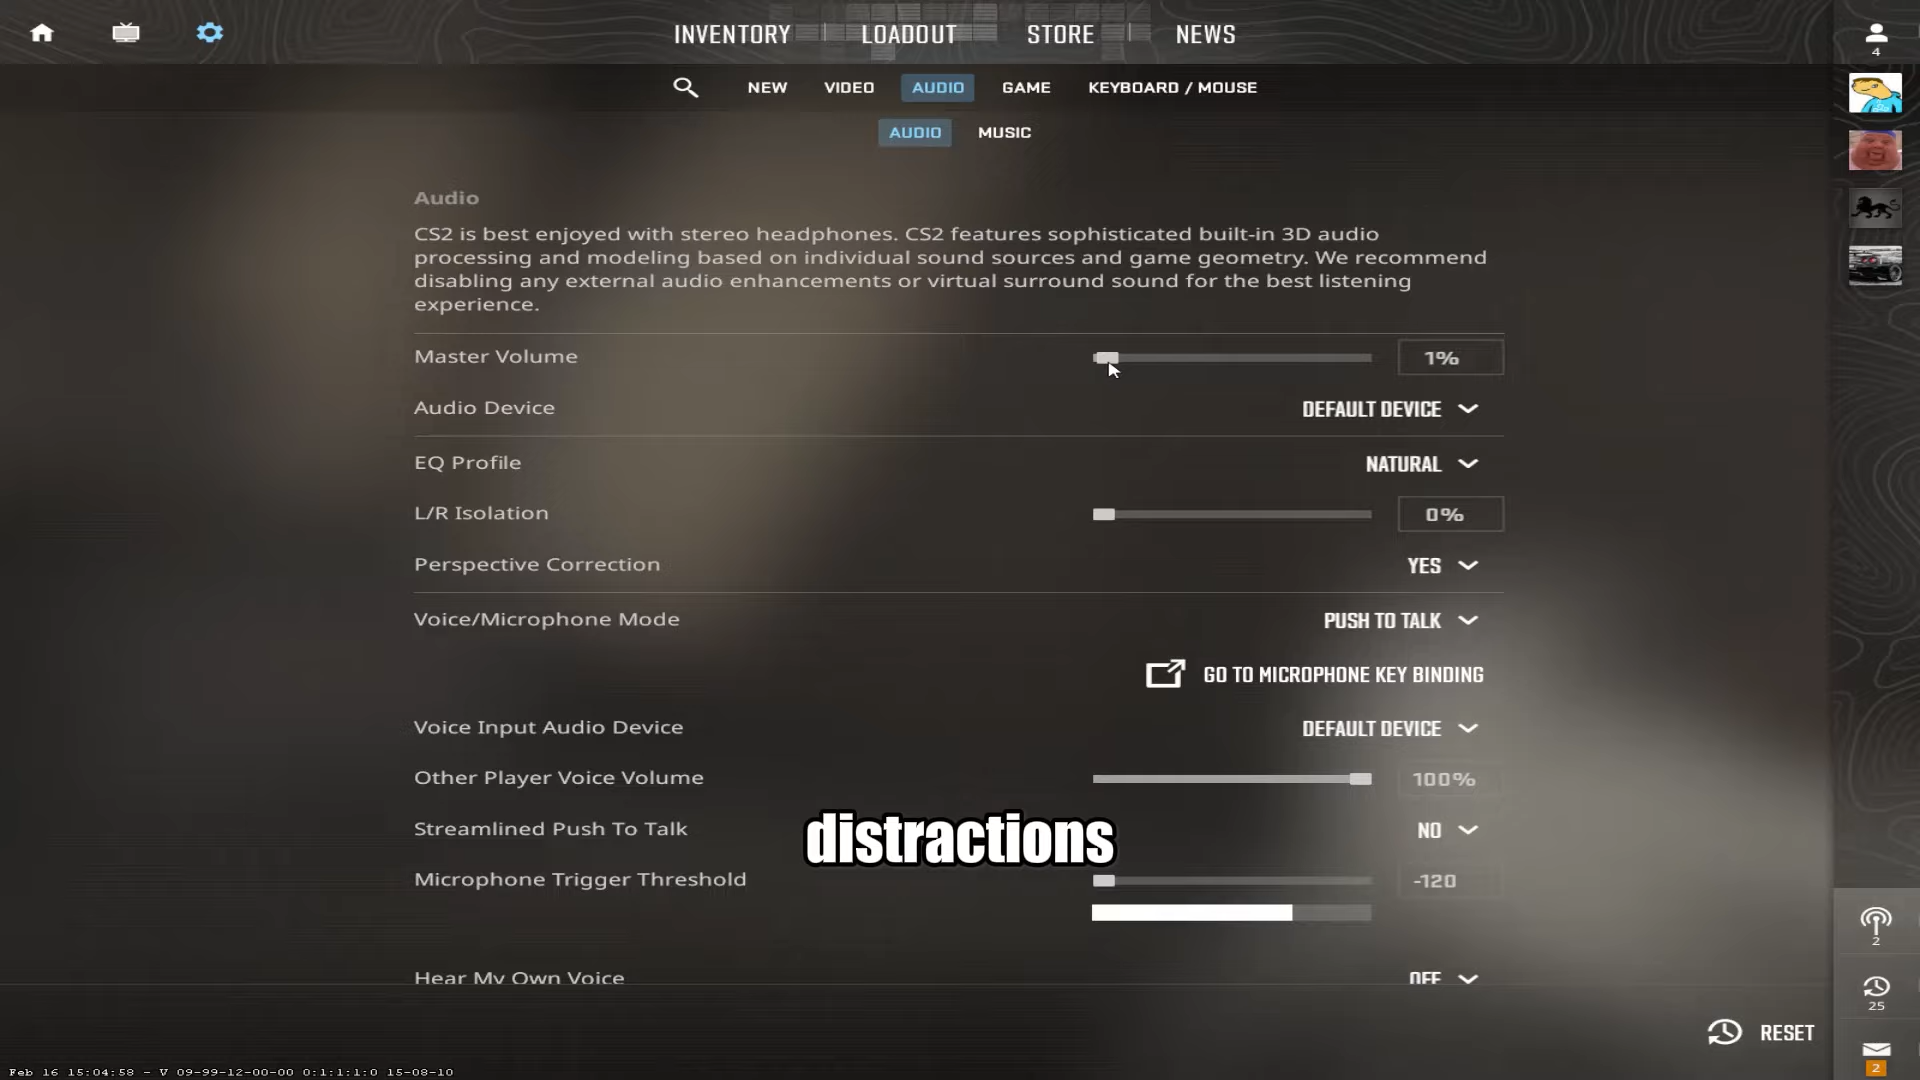 INVENTORY LOADOUT STORE NEWS
4
NEW VIDEO AUDIO GAME KEYBOARD / MOUSE
AUDIO MUSIC
Audio
CS2 is best enjoyed with stereo headphones. CS2 features sophisticated built-in 3D audio
processing and modeling based on individual sound sources and game geometry. We recommend
disabling any external audio enhancements or virtual surround sound for the best listening
experience.
Master Volume 1%
Audio Device DEFAULT DEVICE
EQ Profile NATURAL
L/R Isolation 0%
Perspective Correction YES
Voice/Microphone Mode PUSH TO TALK
GO TO MICROPHONE KEY BINDING
Voice Input Audio Device DEFAULT DEVICE
Other Player Voice Volume 100%
Streamlined Push To Talk NO
distractions
Microphone Trigger Threshold -120
2
Hear My Own Voice OFF
25
RESET
2
Feb 16 15:04:58 - V 09-99-12-00-00 0:1:1:1:0 15-08-10